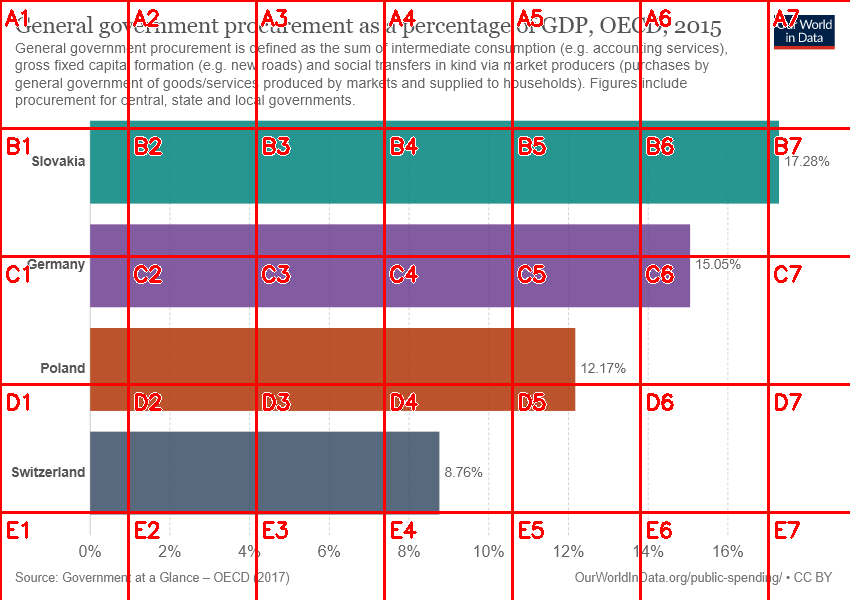 General government procurement as a percentage of GDP, OECD, 2015
Our World
in Data
General government procurement is defined as the sum of intermediate consumption (e.g. accounting services),
gross fixed capital formation (e.g. new roads) and social transfers in kind via market producers (purchases by
general government of goods/services produced by markets and supplied to households). Figures include
procurement for central, state and local governments.
A1 A2 A3 A4 A5 A6 A7
B1 B2 B3 B4 B5 B6 B7
Slovakia 17.28%
Germany 15.05%
C1 C2 C3 C4 C5 C6 C7
Poland 12.17%
D1 D2 D3 D4 D5 D6 D7
Switzerland 8.76%
E1 E2 E3 E4 E5 E6 E7
0% 2% 4% 6% 8% 10% 12% 14% 16%
Source: Government at a Glance – OECD (2017)
OurWorldInData.org/public-spending/ • CC BY